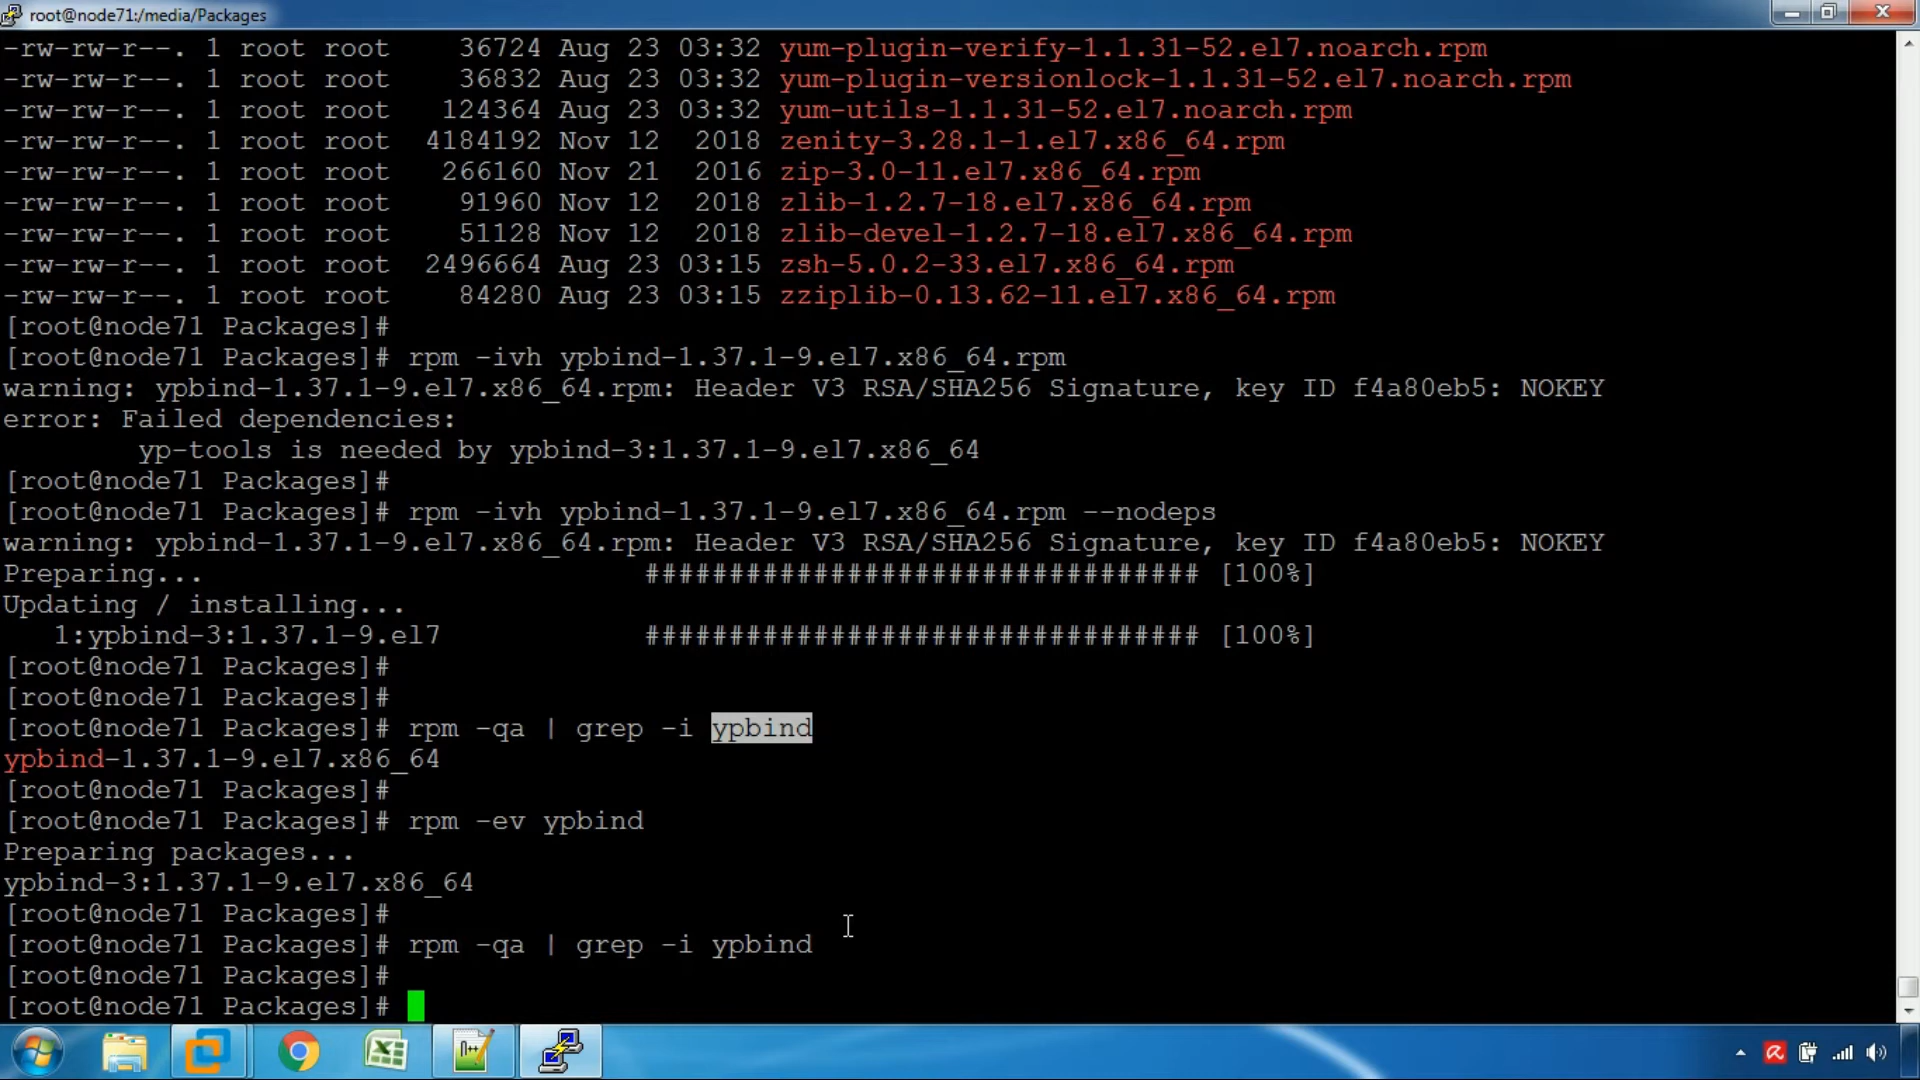 root@node71:/media/Packages
-rw-rw-r--. 1 root root    36724 Aug 23 03:32 yum-plugin-verify-1.1.31-52.el7.noarch.rpm
-rw-rw-r--. 1 root root    36832 Aug 23 03:32 yum-plugin-versionlock-1.1.31-52.el7.noarch.rpm
-rw-rw-r--. 1 root root   124364 Aug 23 03:32 yum-utils-1.1.31-52.el7.noarch.rpm
-rw-rw-r--. 1 root root  4184192 Nov 12  2018 zenity-3.28.1-1.el7.x86_64.rpm
-rw-rw-r--. 1 root root   266160 Nov 21  2016 zip-3.0-11.el7.x86_64.rpm
-rw-rw-r--. 1 root root    91960 Nov 12  2018 zlib-1.2.7-18.el7.x86_64.rpm
-rw-rw-r--. 1 root root    51128 Nov 12  2018 zlib-devel-1.2.7-18.el7.x86_64.rpm
-rw-rw-r--. 1 root root  2496664 Aug 23 03:15 zsh-5.0.2-33.el7.x86_64.rpm
-rw-rw-r--. 1 root root    84280 Aug 23 03:15 zziplib-0.13.62-11.el7.x86_64.rpm
[root@node71 Packages]#
[root@node71 Packages]# rpm -ivh ypbind-1.37.1-9.el7.x86_64.rpm
warning: ypbind-1.37.1-9.el7.x86_64.rpm: Header V3 RSA/SHA256 Signature, key ID f4a80eb5: NOKEY
error: Failed dependencies:
        yp-tools is needed by ypbind-3:1.37.1-9.el7.x86_64
[root@node71 Packages]#
[root@node71 Packages]# rpm -ivh ypbind-1.37.1-9.el7.x86_64.rpm --nodeps
warning: ypbind-1.37.1-9.el7.x86_64.rpm: Header V3 RSA/SHA256 Signature, key ID f4a80eb5: NOKEY
Preparing...                          ################################# [100%]
Updating / installing...
   1:ypbind-3:1.37.1-9.el7            ################################# [100%]
[root@node71 Packages]#
[root@node71 Packages]#
[root@node71 Packages]# rpm -qa | grep -i ypbind
ypbind-1.37.1-9.el7.x86_64
[root@node71 Packages]#
[root@node71 Packages]# rpm -ev ypbind
Preparing packages...
ypbind-3:1.37.1-9.el7.x86_64
[root@node71 Packages]#
[root@node71 Packages]# rpm -qa | grep -i ypbind
[root@node71 Packages]#
[root@node71 Packages]#